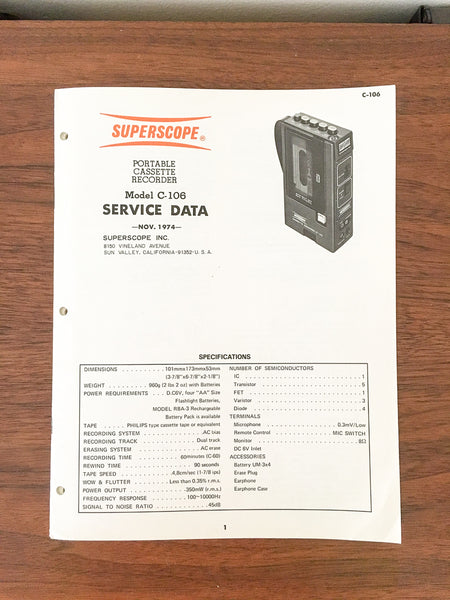 C-106
SUPERSCOPE®
PORTABLE
CASSETTE
RECORDER
Model C-106
SERVICE DATA
—NOV. 1974—
SUPERSCOPE INC.
8150 VINELAND AVENUE
SUN VALLEY, CALIFORNIA-91352-U. S. A.
SPECIFICATIONS
DIMENSIONS . . . . . . . . . . 101mmx173mmx53mm
(3-7/8"x6-7/8"x2-1/8")
WEIGHT . . . . . . 960g (2 lbs 2 oz) with Batteries
POWER REQUIREMENTS . . . . D.C6V, four "AA" Size
Flashlight Batteries,
MODEL RBA-3 Rechargeable
Battery Pack is available
TAPE . . . . PHILIPS type cassette tape or equivalent
RECORDING SYSTEM . . . . . . . . . . . . . AC bias
RECORDING TRACK . . . . . . . . . . . . Dual track
ERASING SYSTEM . . . . . . . . . . . . . . AC erase
RECORDING TIME . . . . . . . . . 60minutes (C-60)
REWIND TIME . . . . . . . . . . . . . . 90 seconds
TAPE SPEED . . . . . . . . . . 4.8cm/sec (1-7/8 ips)
WOW & FLUTTER . . . . . Less than 0.35% r.m.s.
POWER OUTPUT . . . . . . . . . . . 350mW (r.m.s.)
FREQUENCY RESPONSE . . . . . . . 100~10000Hz
SIGNAL TO NOISE RATIO . . . . . . . . . . . . 45dB
NUMBER OF SEMICONDUCTORS
IC . . . . . . . . . . . . . . . . . . . . . . . 1
Transistor . . . . . . . . . . . . . . . . . . . 5
FET . . . . . . . . . . . . . . . . . . . . . . 1
Varistor . . . . . . . . . . . . . . . . . . . . 3
Diode . . . . . . . . . . . . . . . . . . . . . 4
TERMINALS
Microphone . . . . . . . . . . . . . . 0.3mV/Low
Remote Control . . . . . . . . . . . MIC SWITCH
Monitor . . . . . . . . . . . . . . . . . . . . 8Ω
DC 6V Inlet
ACCESSORIES
Battery UM-3x4
Erase Plug
Earphone
Earphone Case
1